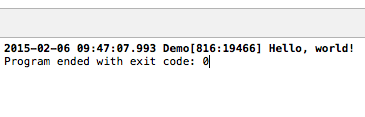 2015-02-06 09:47:07.993 Demo[816:19466] Hello, world!
Program ended with exit code: 0